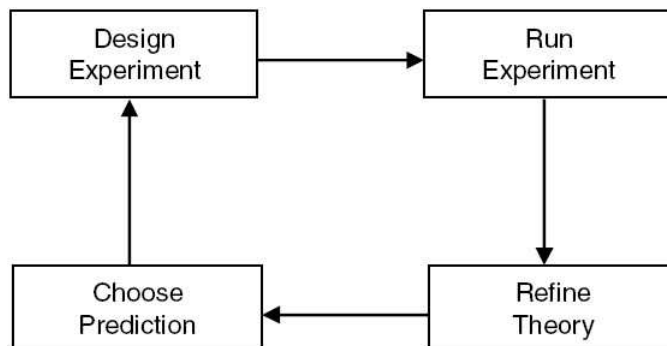 Design
Experiment
Run
Experiment
Choose
Prediction
Refine
Theory